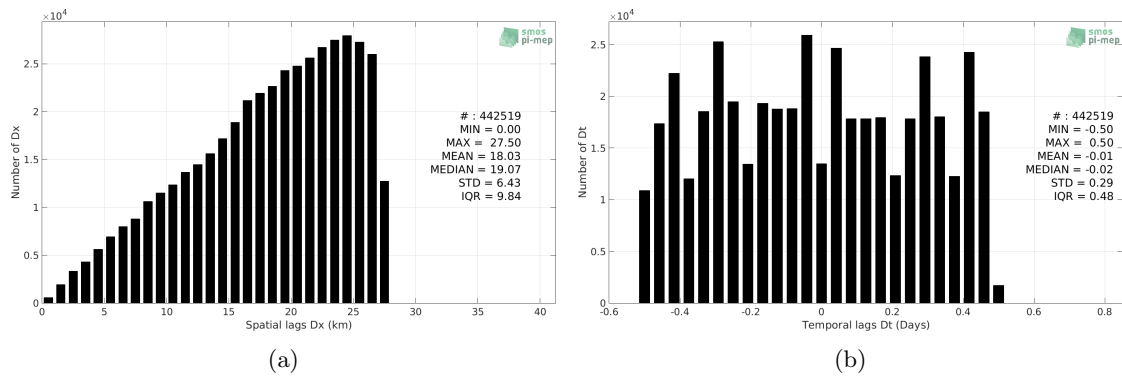 ×10⁴
smos
pi-mep
2.5
2
1.5
1
0.5
0
Number of Dx
# : 442519
MIN = 0.00
MAX = 27.50
MEAN = 18.03
MEDIAN = 19.07
STD = 6.43
IQR = 9.84
0 5 10 15 20 25 30 35 40
Spatial lags Dx (km)
(a)
×10⁴
smos
pi-mep
2.5
2
1.5
1
0.5
0
Number of Dt
# : 442519
MIN = -0.50
MAX = 0.50
MEAN = -0.01
MEDIAN = -0.02
STD = 0.29
IQR = 0.48
-0.6 -0.4 -0.2 0 0.2 0.4 0.6 0.8
Temporal lags Dt (Days)
(b)